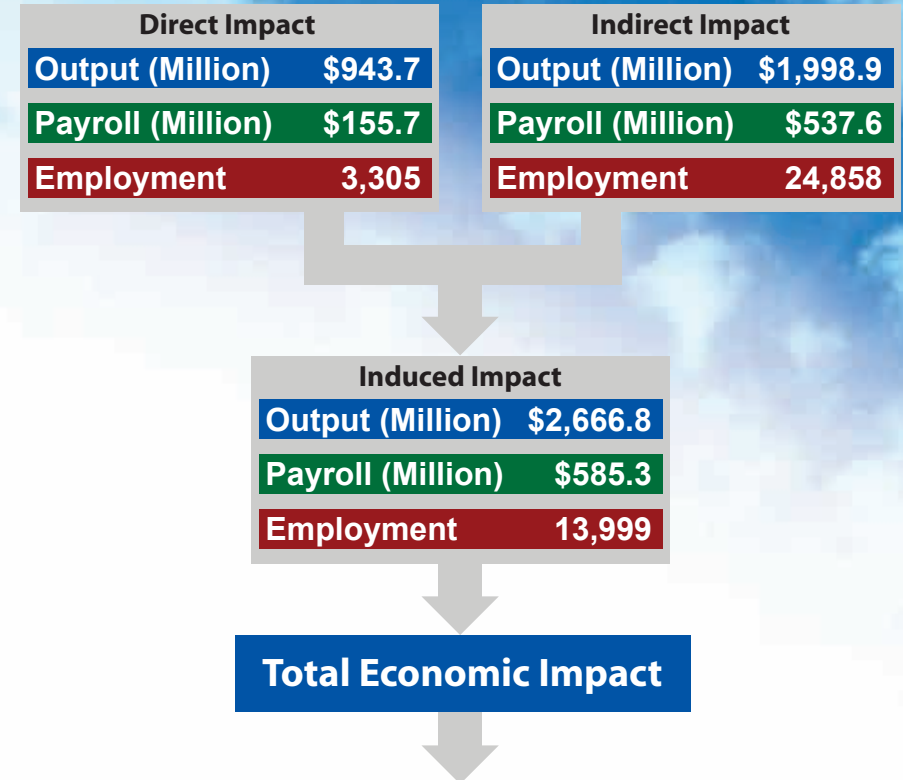 Direct Impact
Output (Million) $943.7
Payroll (Million) $155.7
Employment 3,305
Indirect Impact
Output (Million) $1,998.9
Payroll (Million) $537.6
Employment 24,858
Induced Impact
Output (Million) $2,666.8
Payroll (Million) $585.3
Employment 13,999
Total Economic Impact